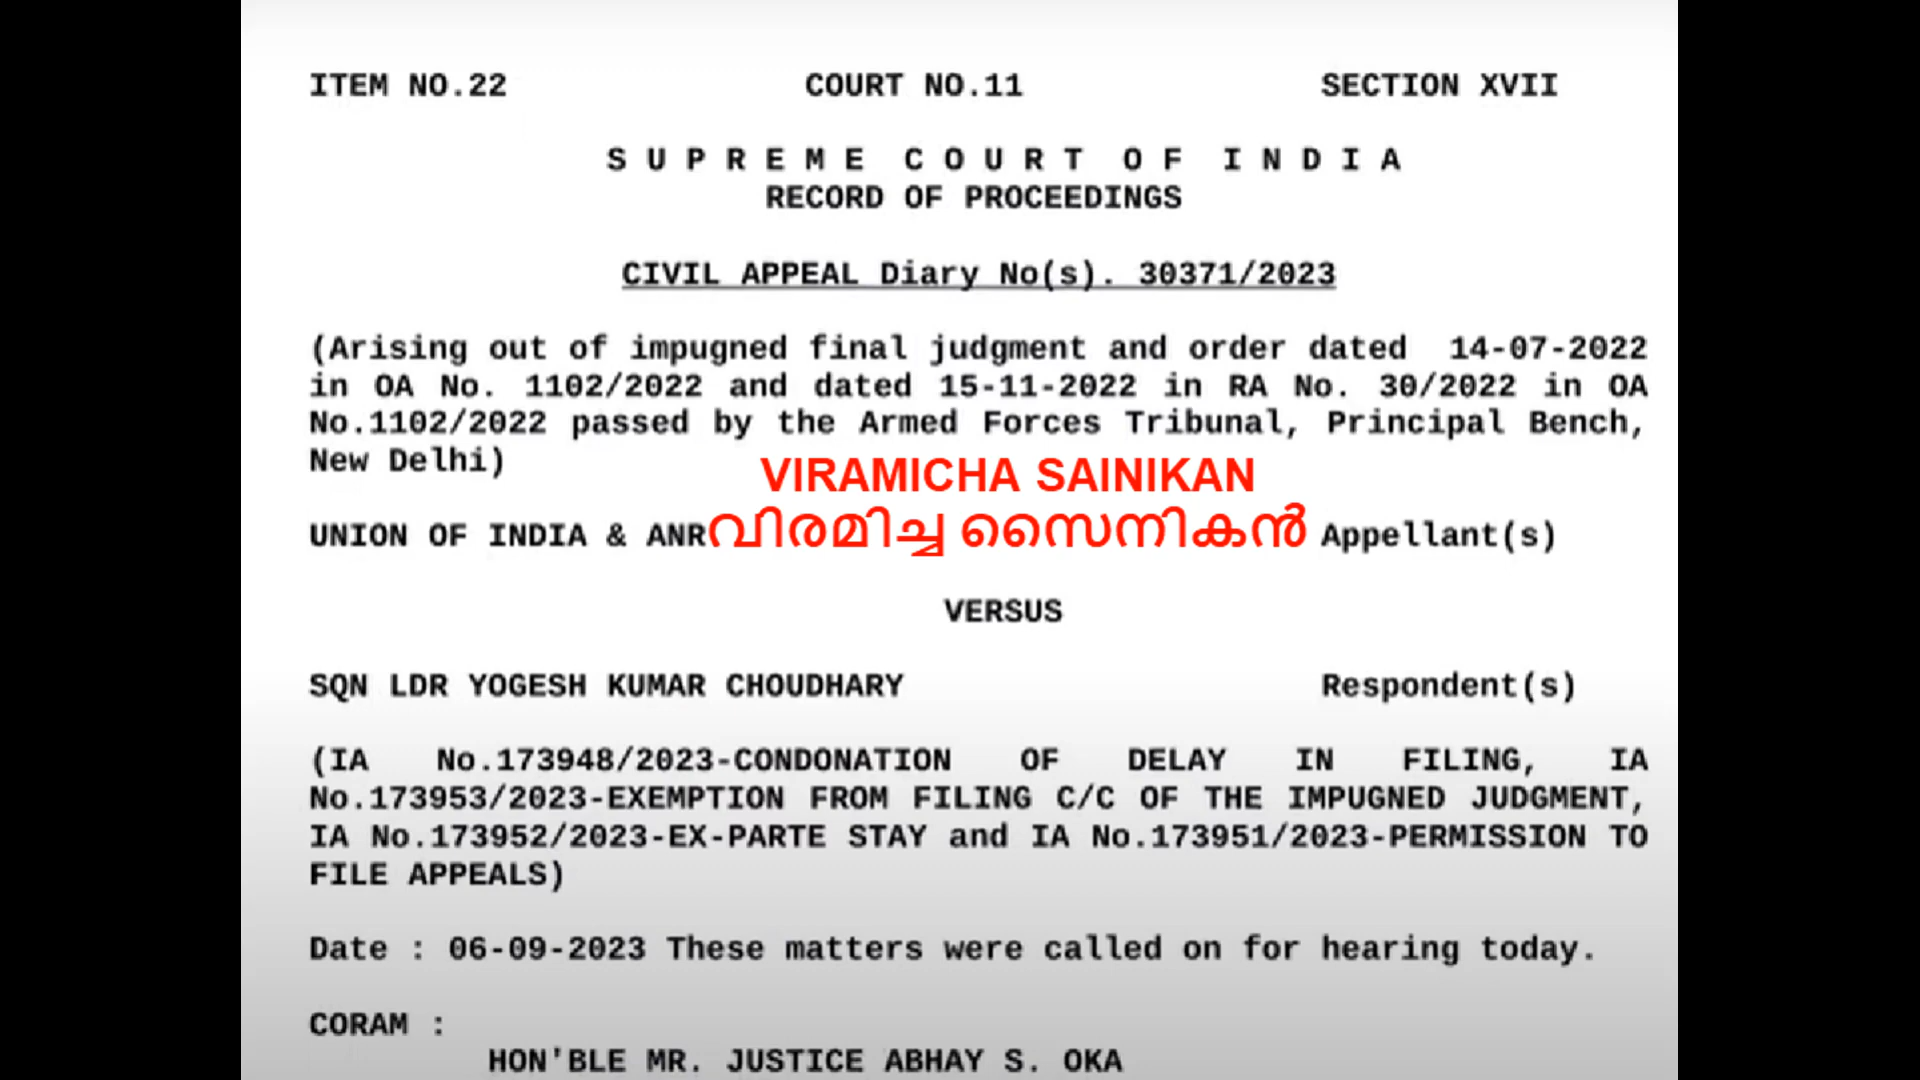 ITEM NO.22 COURT NO.11 SECTION XVII
S U P R E M E C O U R T O F I N D I A
RECORD OF PROCEEDINGS
CIVIL APPEAL Diary No(s). 30371/2023
(Arising out of impugned final judgment and order dated 14-07-2022
in OA No. 1102/2022 and dated 15-11-2022 in RA No. 30/2022 in OA
No.1102/2022 passed by the Armed Forces Tribunal, Principal Bench,
New Delhi)
VIRAMICHA SAINIKAN
UNION OF INDIA & ANR വിരമിച്ച സൈനികൻ Appellant(s)
VERSUS
SQN LDR YOGESH KUMAR CHOUDHARY Respondent(s)
(IA No.173948/2023-CONDONATION OF DELAY IN FILING, IA
No.173953/2023-EXEMPTION FROM FILING C/C OF THE IMPUGNED JUDGMENT,
IA No.173952/2023-EX-PARTE STAY and IA No.173951/2023-PERMISSION TO
FILE APPEALS)
Date : 06-09-2023 These matters were called on for hearing today.
CORAM :
HON'BLE MR. JUSTICE ABHAY S. OKA